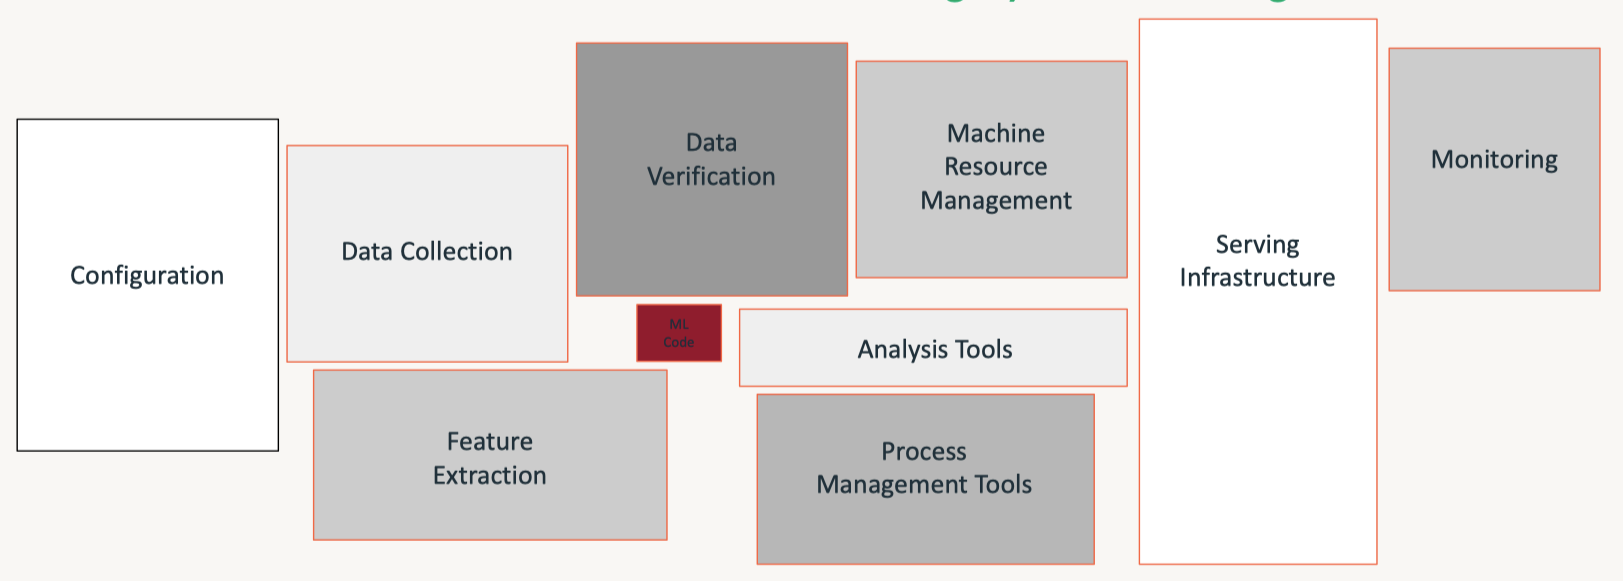 Configuration
Data Collection
Feature
Extraction
Data
Verification
ML
Code
Machine
Resource
Management
Analysis Tools
Process
Management Tools
Serving
Infrastructure
Monitoring